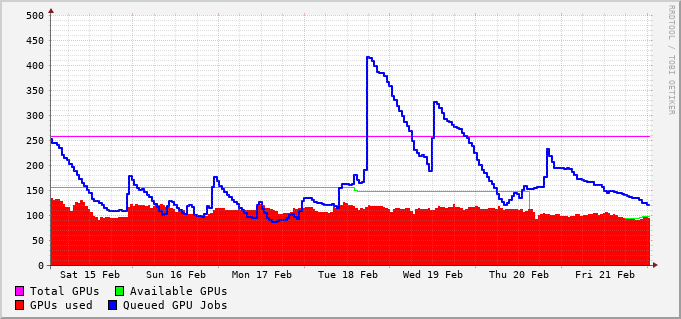 500
450
400
350
300
250
200
150
100
50
0
Sat 15 Feb Sun 16 Feb Mon 17 Feb Tue 18 Feb Wed 19 Feb Thu 20 Feb Fri 21 Feb
Total GPUs Available GPUs
GPUs used Queued GPU Jobs
RRDTOOL / TOBI OETIKER